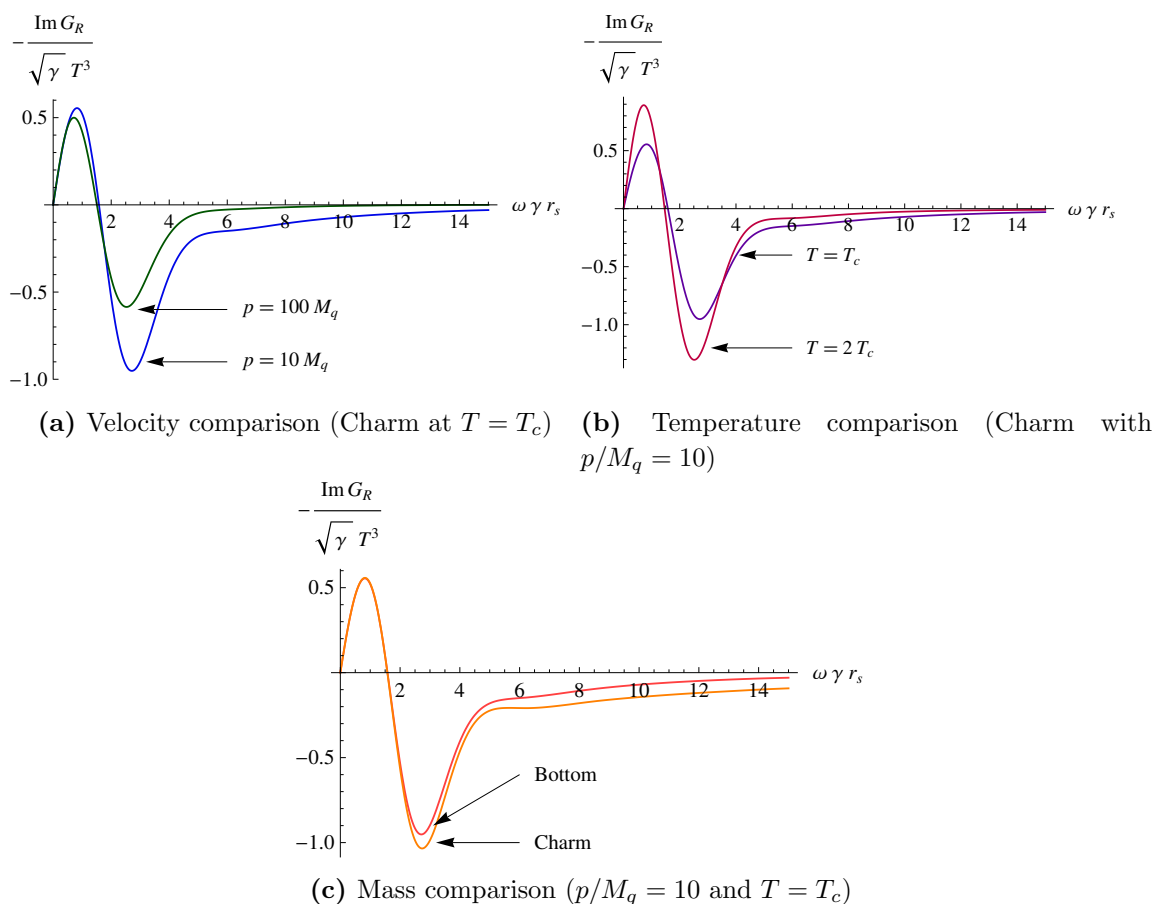 − Im G_R / √γ T³
0.5
−0.5
−1.0
2 4 6 8 10 12 14
ω γ r_s
p = 100 M_q
p = 10 M_q
− Im G_R / √γ T³
0.5
−0.5
−1.0
2 4 6 8 10 12 14
ω γ r_s
T = T_c
T = 2 T_c
(a) Velocity comparison (Charm at T = T_c)
(b) Temperature comparison (Charm with
p/M_q = 10)
− Im G_R / √γ T³
0.5
−0.5
−1.0
2 4 6 8 10 12 14
ω γ r_s
Bottom
Charm
(c) Mass comparison (p/M_q = 10 and T = T_c)